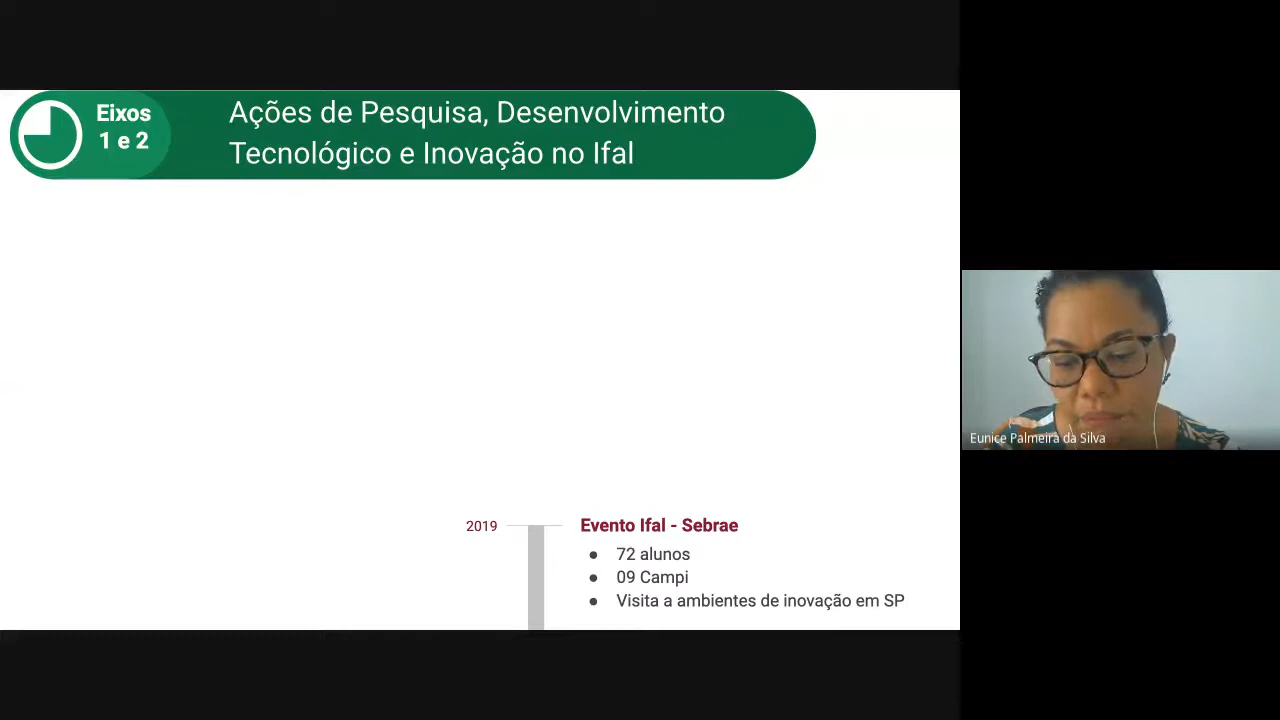 Eixos
1 e 2
Ações de Pesquisa, Desenvolvimento
Tecnológico e Inovação no Ifal
2019
Evento Ifal - Sebrae
● 72 alunos
● 09 Campi
● Visita a ambientes de inovação em SP
Eunice Palmeira da Silva